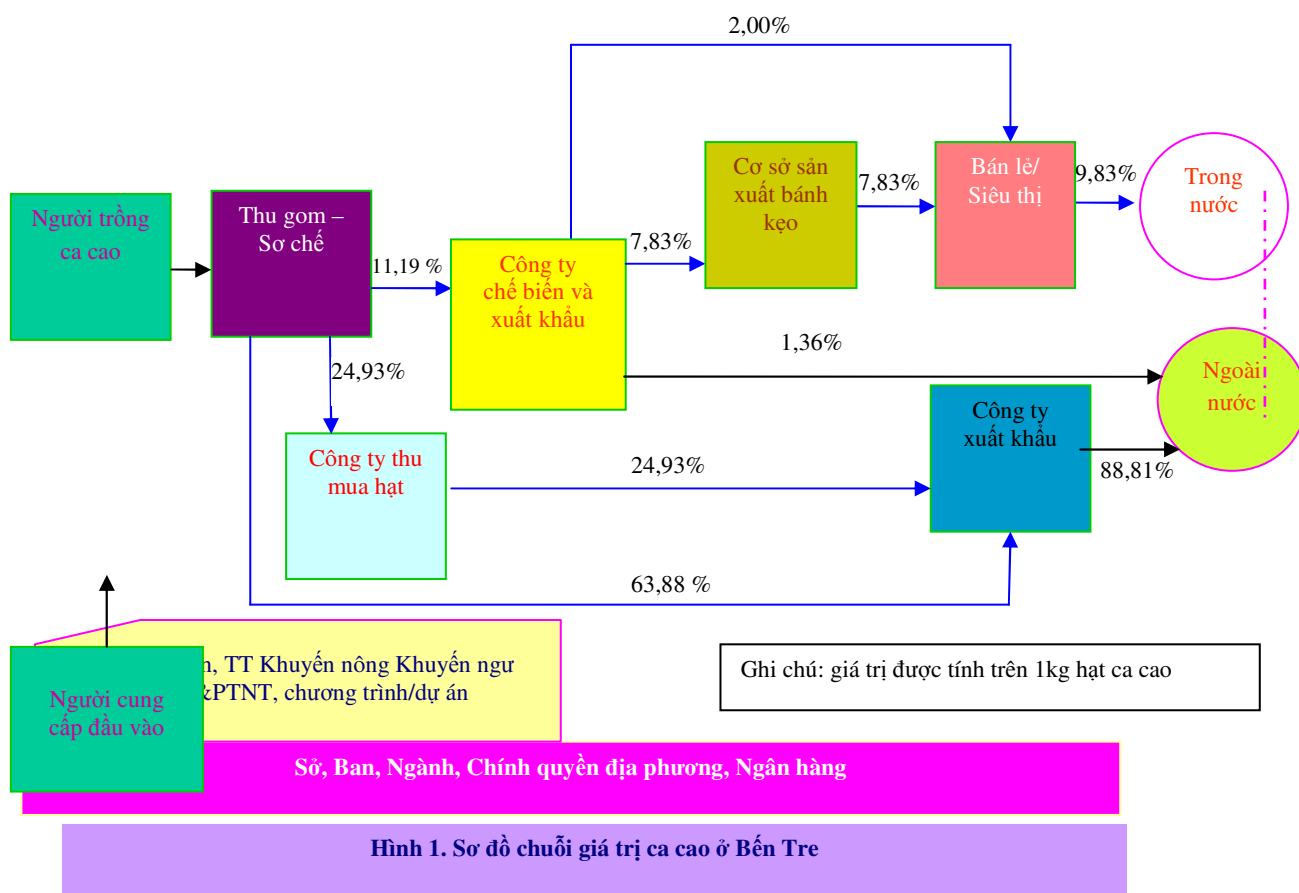 2,00%
Người trồng
ca cao
Thu gom –
Sơ chế
11,19 %
24,93%
Công ty
chế biến và
xuất khẩu
7,83%
Cơ sở sản
xuất bánh
kẹo
7,83%
Bán lẻ/
Siêu thị
9,83%
Trong
nước
1,36%
Ngoài
nước
Công ty thu
mua hạt
24,93%
Công ty
xuất khẩu
88,81%
63,88 %
Người cung
cấp đầu vào
, TT Khuyến nông Khuyến ngư
&PTNT, chương trình/dự án
Ghi chú: giá trị được tính trên 1kg hạt ca cao
Sở, Ban, Ngành, Chính quyền địa phương, Ngân hàng
Hình 1. Sơ đồ chuỗi giá trị ca cao ở Bến Tre